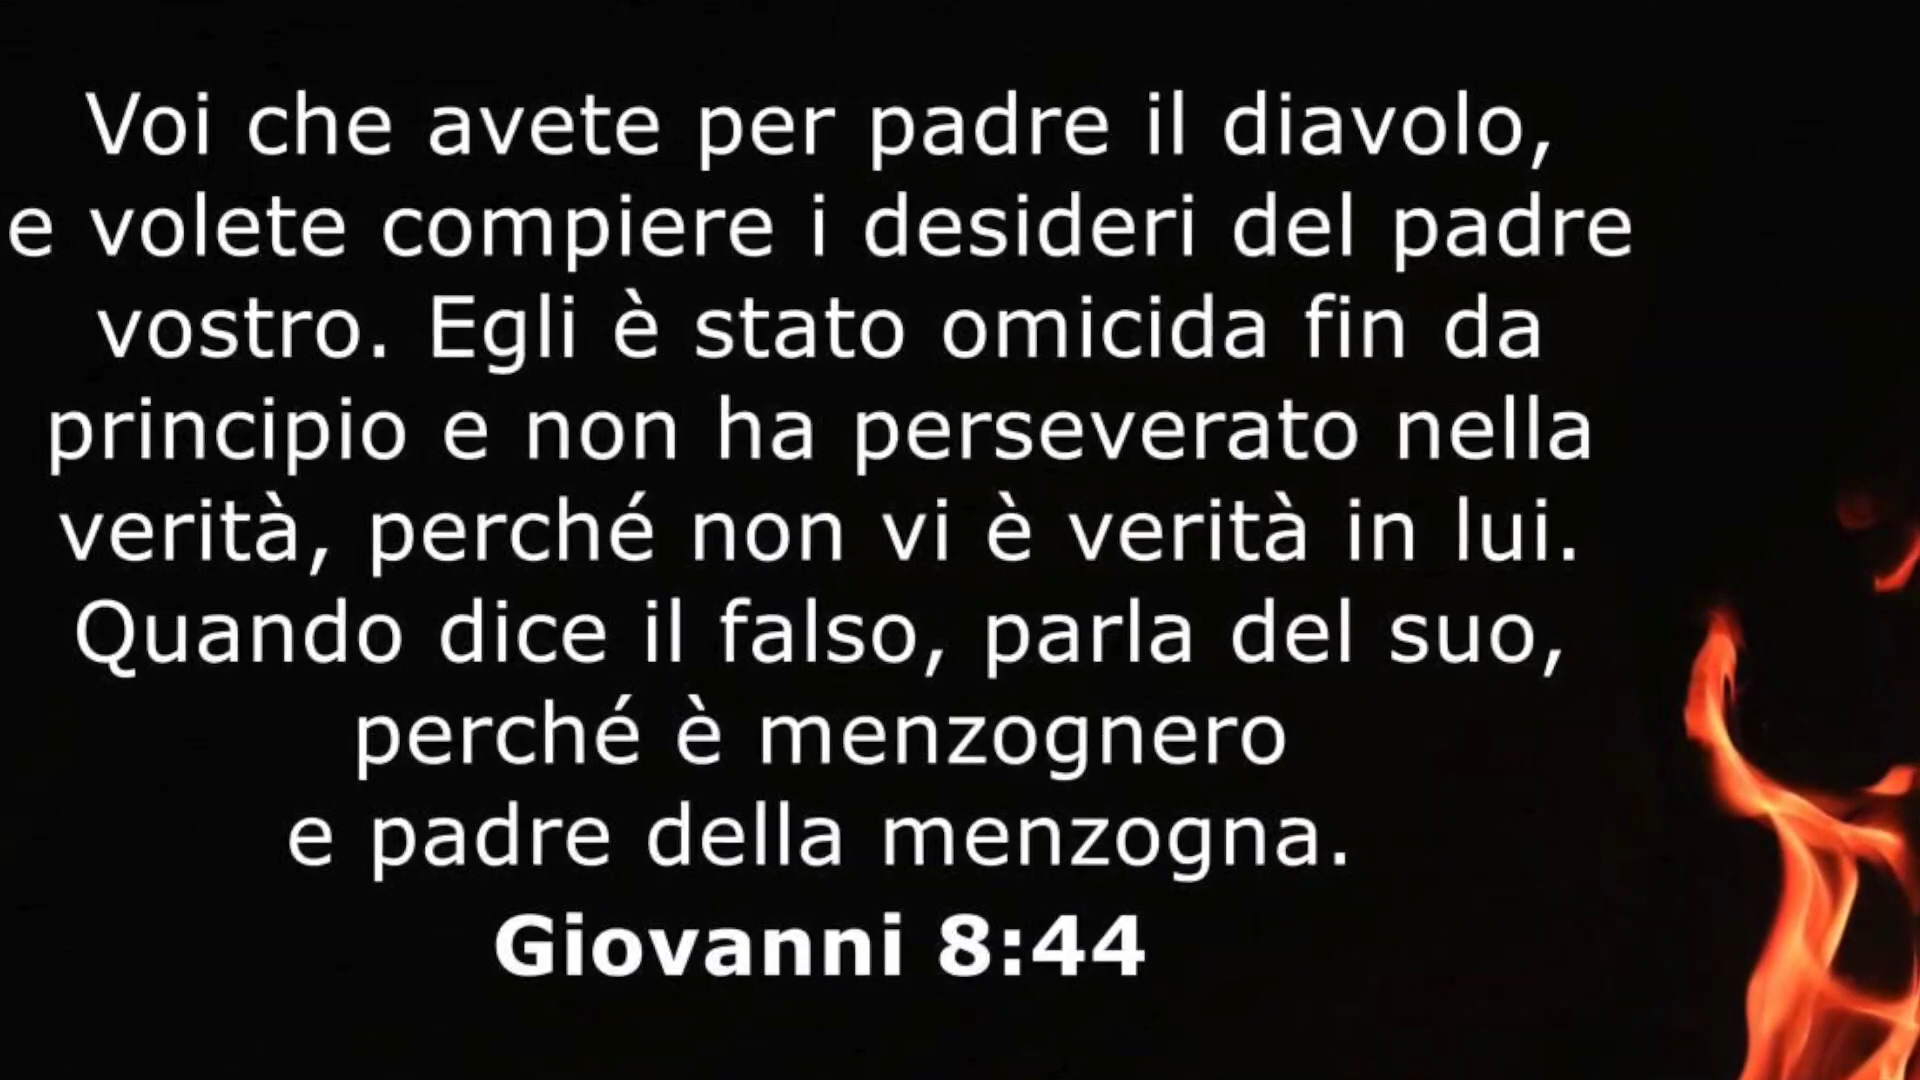 Voi che avete per padre il diavolo,
e volete compiere i desideri del padre
vostro. Egli è stato omicida fin da
principio e non ha perseverato nella
verità, perché non vi è verità in lui.
Quando dice il falso, parla del suo,
perché è menzognero
e padre della menzogna.
Giovanni 8:44